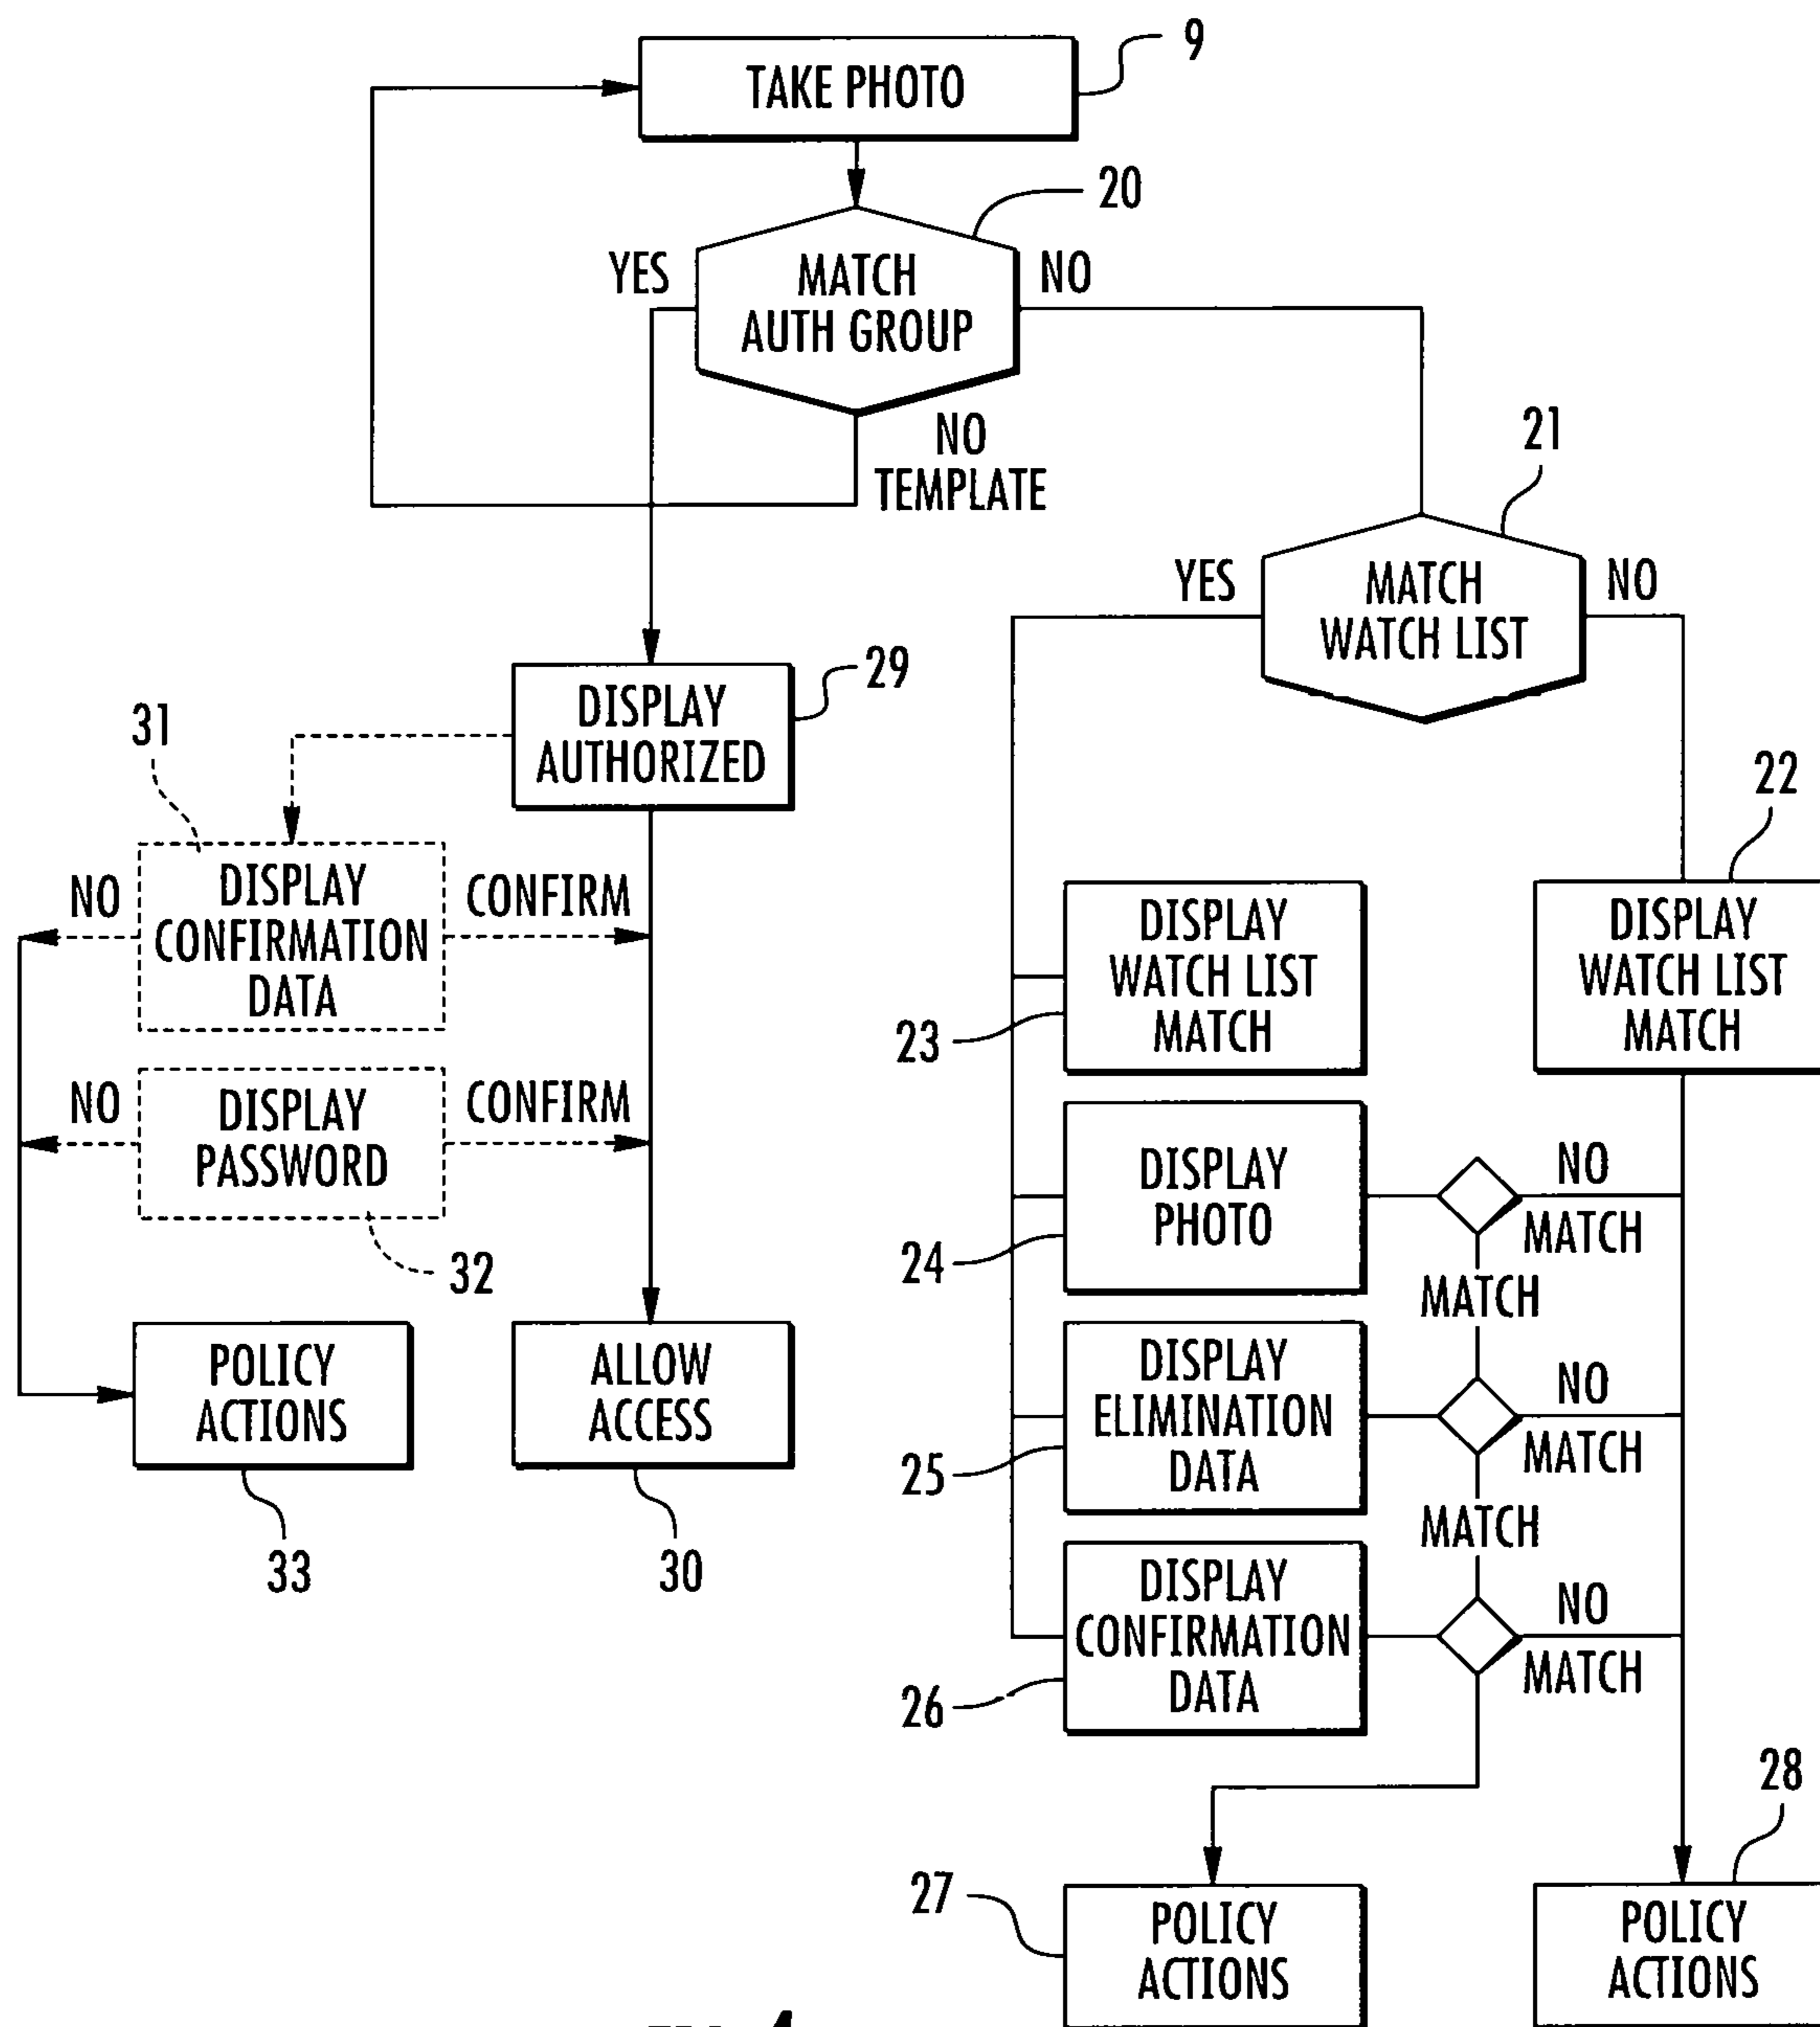 9
TAKE PHOTO
20
YES
MATCH
AUTH GROUP
NO
NO
TEMPLATE
21
YES
MATCH
WATCH LIST
NO
29
DISPLAY
AUTHORIZED
31
22
NO
DISPLAY
CONFIRMATION
DATA
CONFIRM
DISPLAY
WATCH LIST
MATCH
23
DISPLAY
WATCH LIST
MATCH
NO
DISPLAY
PASSWORD
CONFIRM
32
DISPLAY
PHOTO
24
NO
MATCH
MATCH
POLICY
ACTIONS
33
ALLOW
ACCESS
30
DISPLAY
ELIMINATION
DATA
25
NO
MATCH
MATCH
DISPLAY
CONFIRMATION
DATA
26
NO
MATCH
28
27
POLICY
ACTIONS
POLICY
ACTIONS